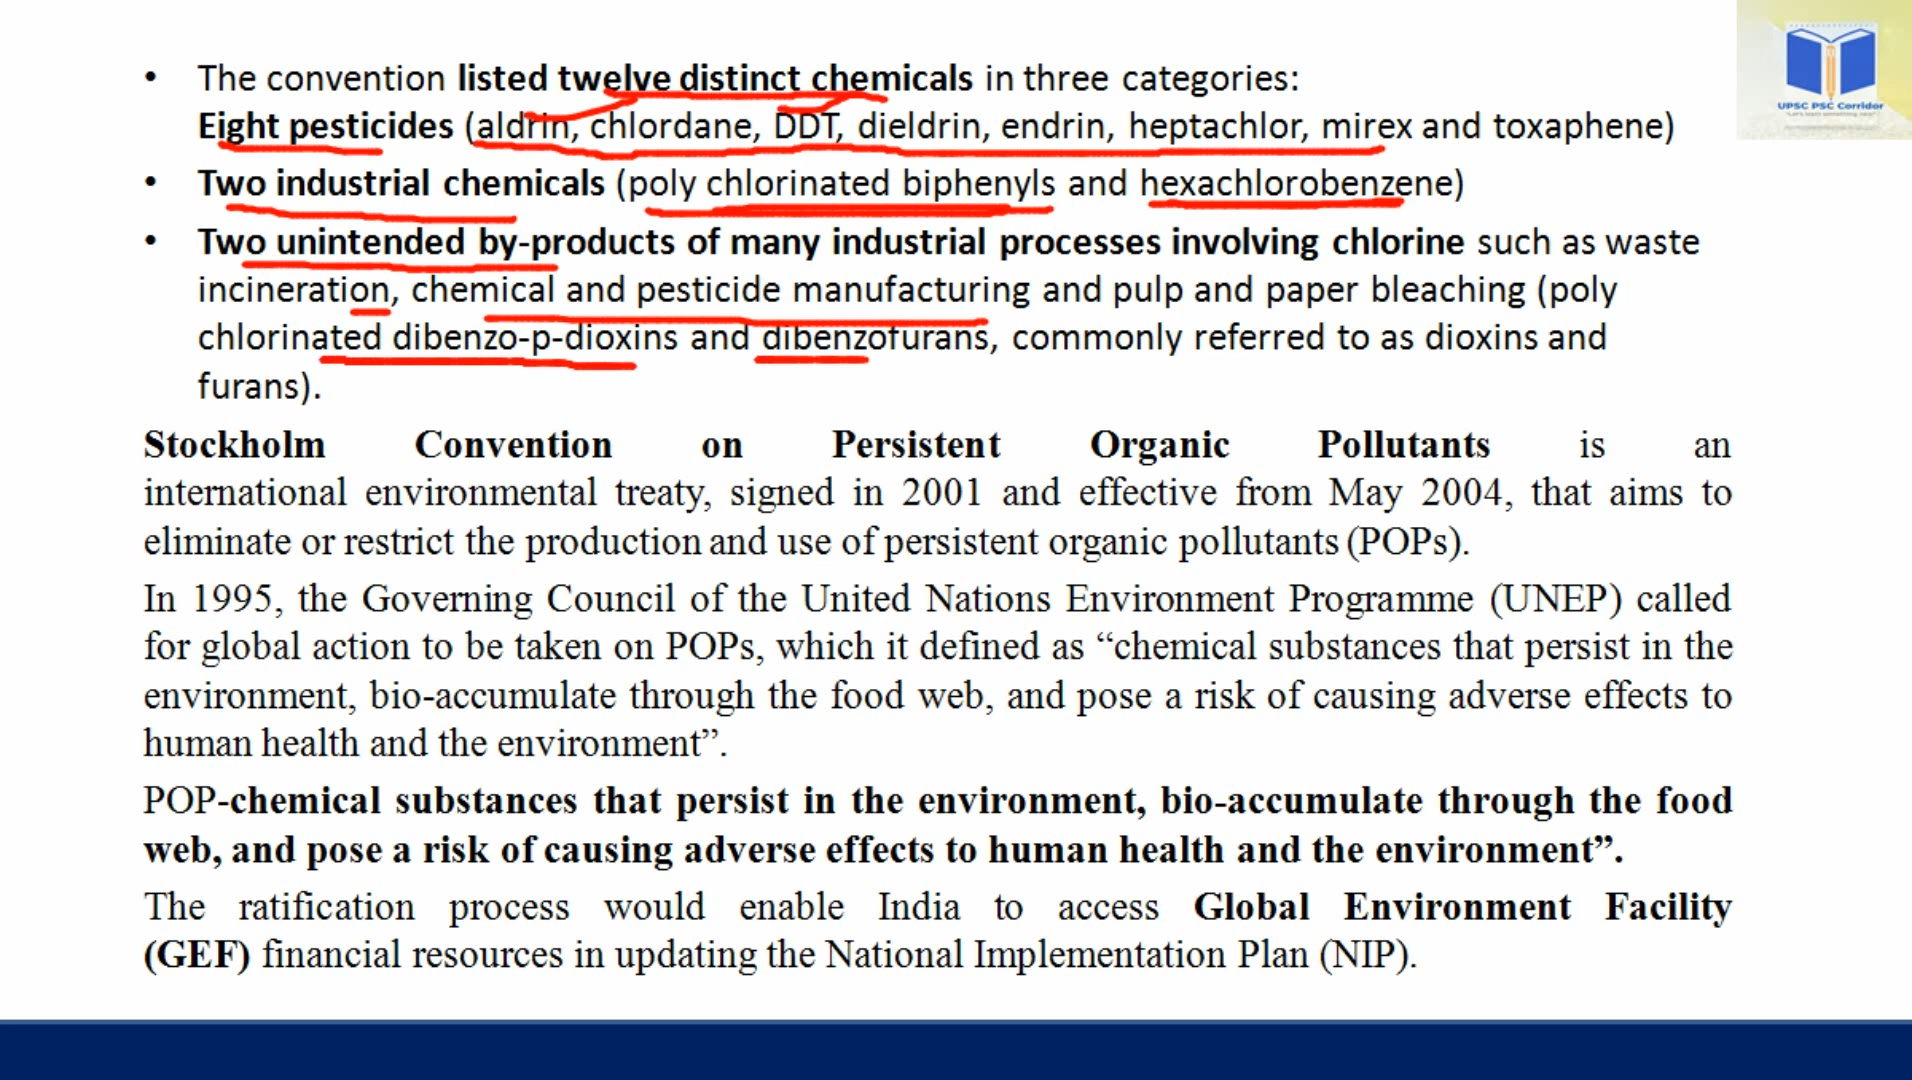 • The convention listed twelve distinct chemicals in three categories:
Eight pesticides (aldrin, chlordane, DDT, dieldrin, endrin, heptachlor, mirex and toxaphene)
• Two industrial chemicals (poly chlorinated biphenyls and hexachlorobenzene)
• Two unintended by-products of many industrial processes involving chlorine such as waste
incineration, chemical and pesticide manufacturing and pulp and paper bleaching (poly
chlorinated dibenzo-p-dioxins and dibenzofurans, commonly referred to as dioxins and
furans).
Stockholm Convention on Persistent Organic Pollutants is an
international environmental treaty, signed in 2001 and effective from May 2004, that aims to
eliminate or restrict the production and use of persistent organic pollutants (POPs).
In 1995, the Governing Council of the United Nations Environment Programme (UNEP) called
for global action to be taken on POPs, which it defined as “chemical substances that persist in the
environment, bio-accumulate through the food web, and pose a risk of causing adverse effects to
human health and the environment”.
POP-chemical substances that persist in the environment, bio-accumulate through the food
web, and pose a risk of causing adverse effects to human health and the environment”.
The ratification process would enable India to access Global Environment Facility
(GEF) financial resources in updating the National Implementation Plan (NIP).
UPSC PSC Corridor